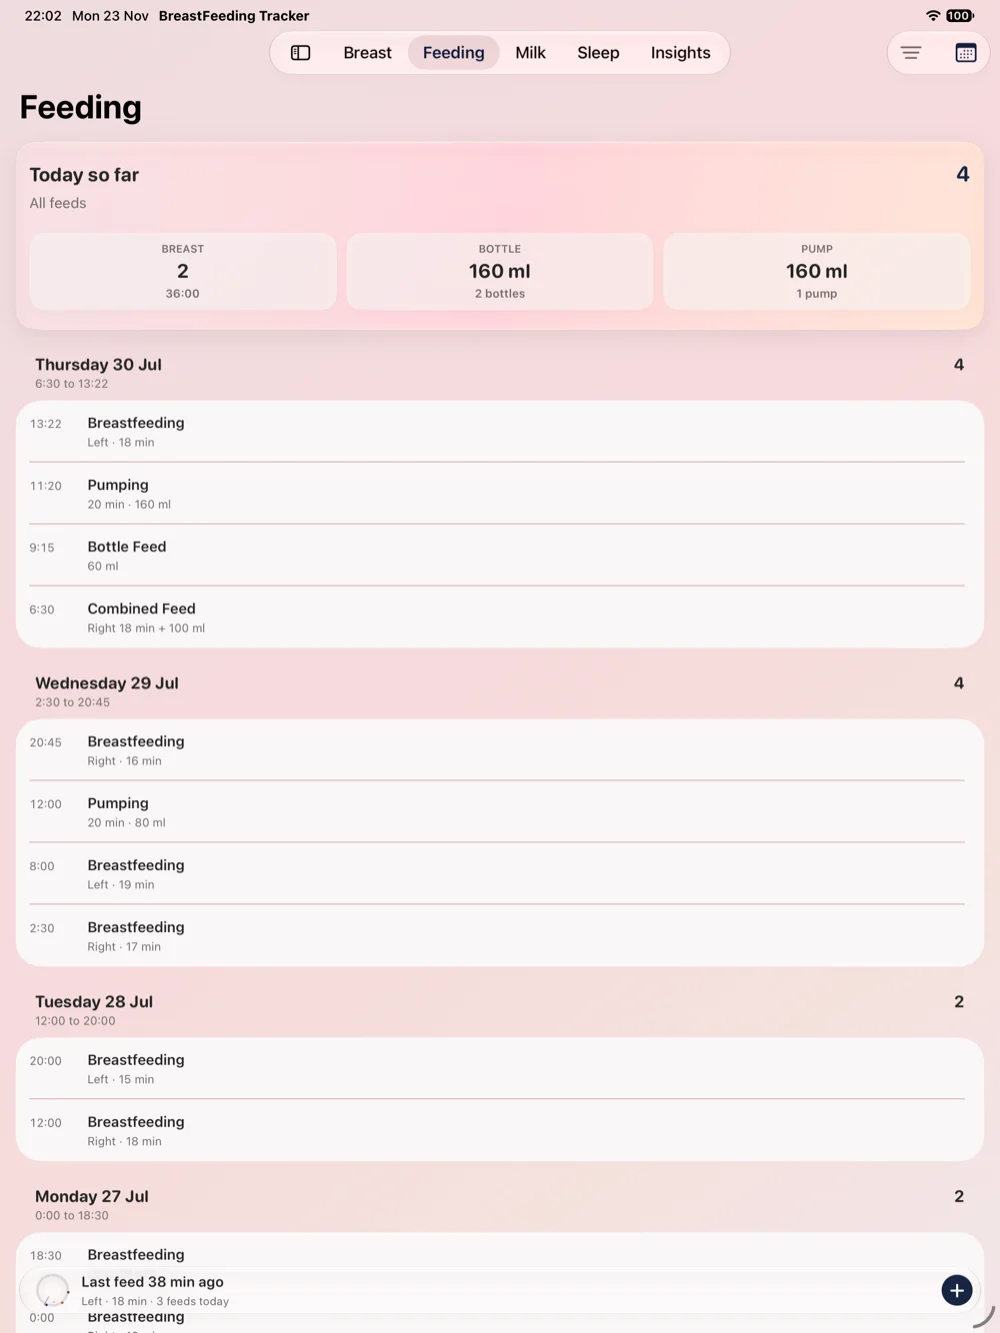 22:02 Mon 23 Nov BreastFeeding Tracker
100
Breast Feeding Milk Sleep Insights
Feeding
Today so far 4
All feeds
BREAST
2
36:00
BOTTLE
160 ml
2 bottles
PUMP
160 ml
1 pump
Thursday 30 Jul 4
6:30 to 13:22
13:22 Breastfeeding
Left · 18 min
11:20 Pumping
20 min · 160 ml
9:15 Bottle Feed
60 ml
6:30 Combined Feed
Right 18 min + 100 ml
Wednesday 29 Jul 4
2:30 to 20:45
20:45 Breastfeeding
Right · 16 min
12:00 Pumping
20 min · 80 ml
8:00 Breastfeeding
Left · 19 min
2:30 Breastfeeding
Right · 17 min
Tuesday 28 Jul 2
12:00 to 20:00
20:00 Breastfeeding
Left · 15 min
12:00 Breastfeeding
Right · 18 min
Monday 27 Jul 2
0:00 to 18:30
18:30 Breastfeeding
Last feed 38 min ago
Left · 18 min · 3 feeds today
0:00 Breastfeeding